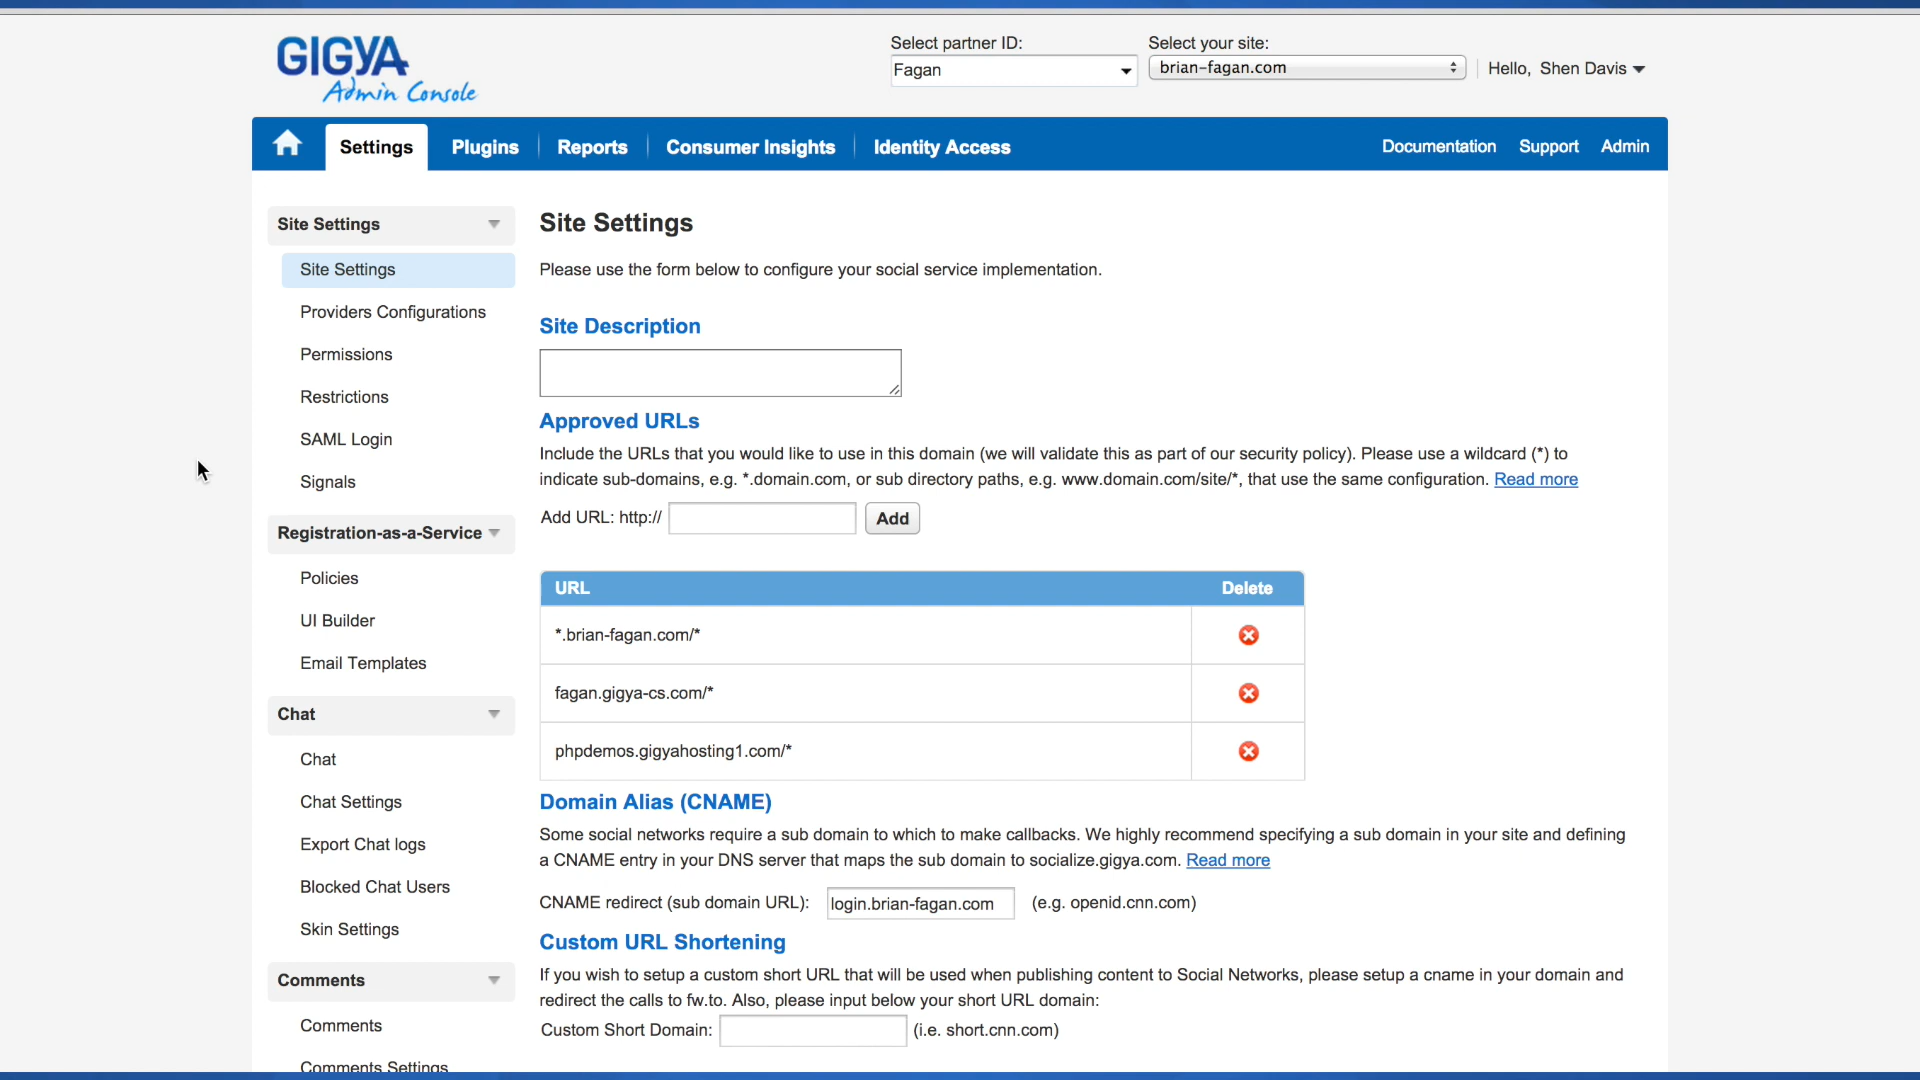 GIGYA
Admin Console
Select partner ID:
Fagan
Select your site:
brian-fagan.com
Hello, Shen Davis
Settings
Plugins
Reports
Consumer Insights
Identity Access
Documentation
Support
Admin
Site Settings
Site Settings
Providers Configurations
Permissions
Restrictions
SAML Login
Signals
Registration-as-a-Service
Policies
UI Builder
Email Templates
Chat
Chat
Chat Settings
Export Chat logs
Blocked Chat Users
Skin Settings
Comments
Comments
Comments Settings
Site Settings
Please use the form below to configure your social service implementation.
Site Description
Approved URLs
Include the URLs that you would like to use in this domain (we will validate this as part of our security policy). Please use a wildcard (*) to
indicate sub-domains, e.g. *.domain.com, or sub directory paths, e.g. www.domain.com/site/*, that use the same configuration. Read more
Add URL: http://
Add
URL
Delete
*.brian-fagan.com/*
fagan.gigya-cs.com/*
phpdemos.gigyahosting1.com/*
Domain Alias (CNAME)
Some social networks require a sub domain to which to make callbacks. We highly recommend specifying a sub domain in your site and defining
a CNAME entry in your DNS server that maps the sub domain to socialize.gigya.com. Read more
CNAME redirect (sub domain URL): login.brian-fagan.com (e.g. openid.cnn.com)
Custom URL Shortening
If you wish to setup a custom short URL that will be used when publishing content to Social Networks, please setup a cname in your domain and
redirect the calls to fw.to. Also, please input below your short URL domain:
Custom Short Domain: (i.e. short.cnn.com)